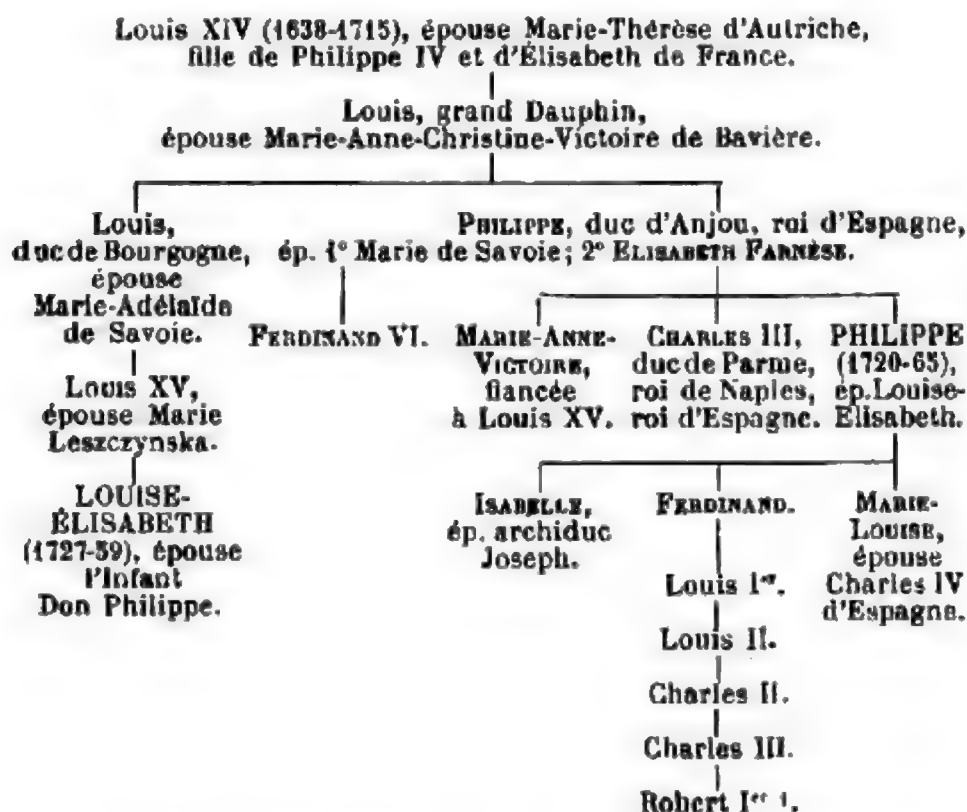 Louis XIV (1638-1715), épouse Marie-Thérèse d'Autriche,
fille de Philippe IV et d'Élisabeth de France.
Louis, grand Dauphin,
épouse Marie-Anne-Christine-Victoire de Bavière.
Louis,
duc de Bourgogne,
épouse
Marie-Adélaïde
de Savoie.
PHILIPPE, duc d'Anjou, roi d'Espagne,
ép. 1° Marie de Savoie; 2° ELISABETH FARNÈSE.
FERDINAND VI.
MARIE-ANNE-
VICTOIRE,
fiancée
à Louis XV.
CHARLES III,
duc de Parme,
roi de Naples,
roi d'Espagne.
PHILIPPE
(1720-65),
ép. Louise-
Elisabeth.
Louis XV,
épouse Marie
Leszczynska.
LOUISE-
ÉLISABETH
(1727-59), épouse
l'Infant
Don Philippe.
ISABELLE,
ép. archiduc
Joseph.
FERDINAND.
MARIE-
LOUISE,
épouse
Charles IV
d'Espagne.
Louis Iᵉʳ.
Louis II.
Charles II.
Charles III.
Robert Iᵉʳ ¹.